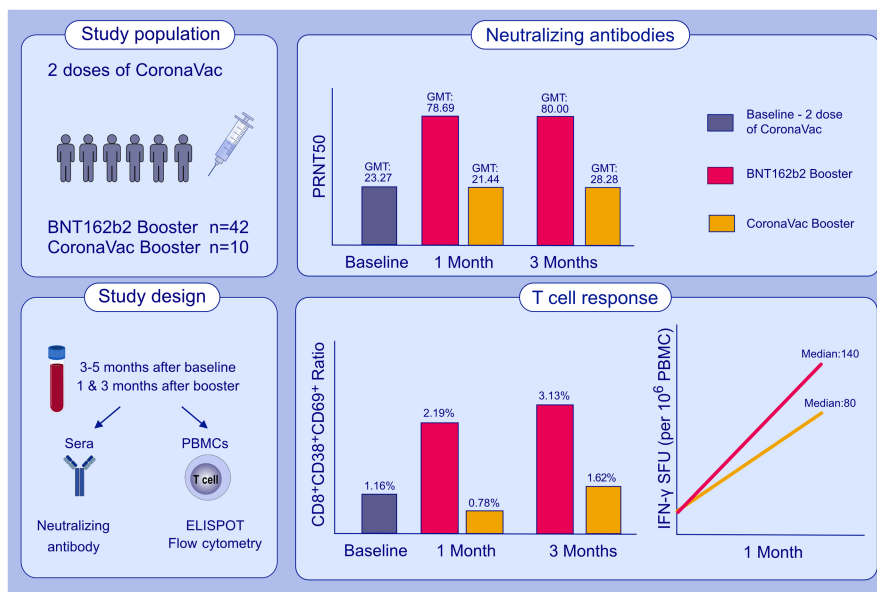 Study population
2 doses of CoronaVac
BNT162b2 Booster n=42
CoronaVac Booster n=10
Neutralizing antibodies
PRNT50
GMT:
23.27
GMT:
78.69
GMT:
21.44
GMT:
80.00
GMT:
28.28
Baseline
1 Month
3 Months
Baseline - 2 dose
of CoronaVac
BNT162b2 Booster
CoronaVac Booster
Study design
3-5 months after baseline
1 & 3 months after booster
Sera
PBMCs
T cell
Neutralizing
antibody
ELISPOT
Flow cytometry
T cell response
CD8⁺CD38⁺CD69⁺ Ratio
1.16%
2.19%
0.78%
3.13%
1.62%
Baseline
1 Month
3 Months
IFN-γ SFU (per 10⁶ PBMC)
Median:140
Median:80
1 Month